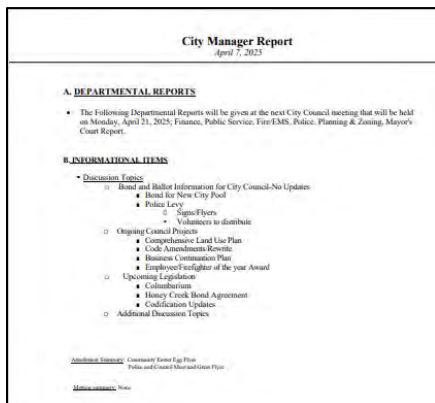 City Manager Report
April 7, 2025
A. DEPARTMENTAL REPORTS
• The Following Departmental Reports will be given at the next City Council meeting that will be held
on Monday, April 21, 2025; Finance, Public Service, Fire/EMS, Police, Planning & Zoning, Mayor's
Court Report.
B. INFORMATIONAL ITEMS
• Discussion Topics
o Bond and Ballot Information for City Council-No Updates
■ Bond for New City Pool
■ Police Levy
o Signs/Flyers
• Volunteers to distribute
o Ongoing Council Projects
■ Comprehensive Land Use Plan
■ Code Amendments/Rewrite
■ Business Continuation Plan
■ Employee/Firefighter of the year Award
o Upcoming Legislation
■ Columbarium
■ Honey Creek Bond Agreement
■ Codification Updates
o Additional Discussion Topics
Attachment Summary: Community Easter Egg Flyer
Police and Council Meet and Greet Flyer
Motion summary: None